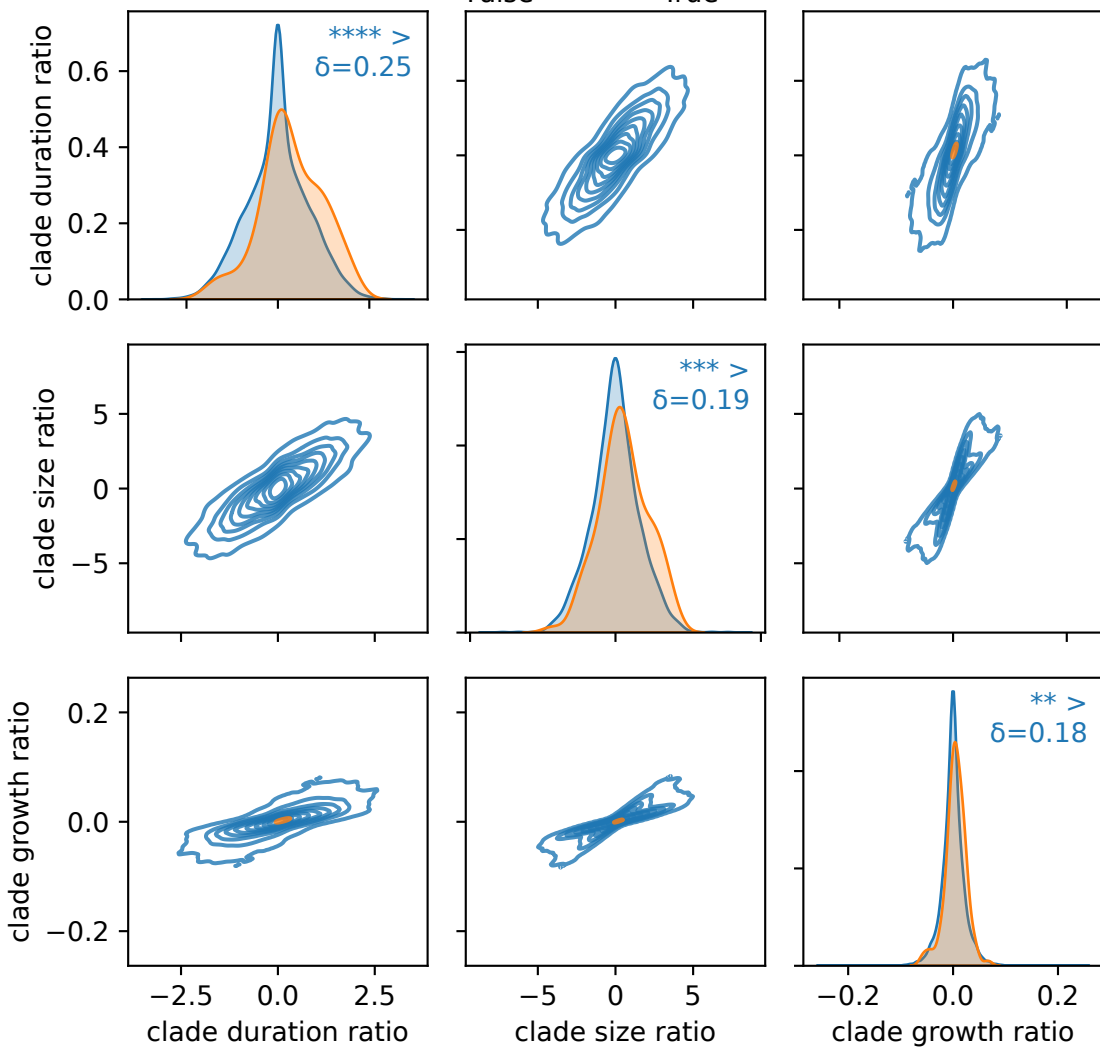 clade duration ratio
0.6
0.4
0.2
0.0
**** >
δ=0.25
clade size ratio
5
0
−5
*** >
δ=0.19
clade growth ratio
0.2
0.0
−0.2
** >
δ=0.18
−2.5 0.0 2.5
−5 0 5
−0.2 0.0 0.2
clade duration ratio
clade size ratio
clade growth ratio